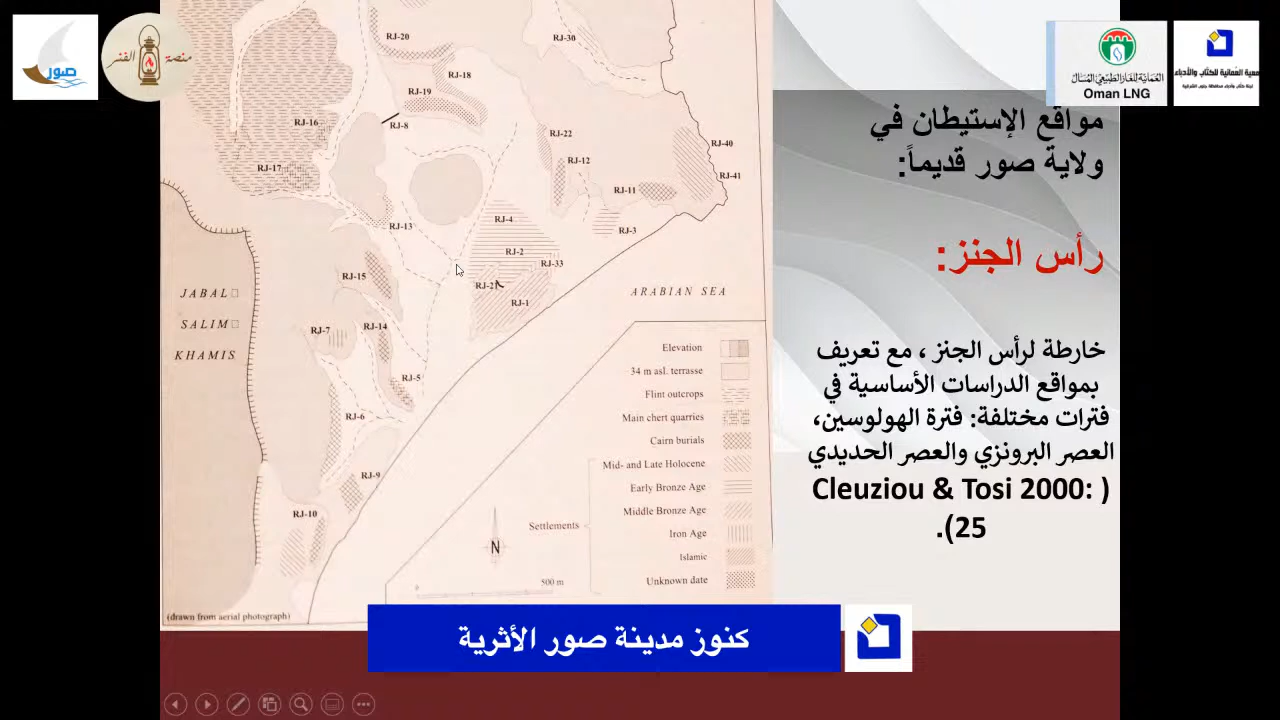 صور
منصة القنر
Oman LNG
مواقع الإستيطان في
ولاية صور قديماً:
رأس الجنز:
خارطة لرأس الجنز ، مع تعريف
بمواقع الدراسات الأساسية في
فترات مختلفة: فترة الهولوسين،
العصر البرونزي والعصر الحديدي
Cleuziou & Tosi 2000: )
.(25
RJ-20
RJ-30
RJ-18
RJ-19
RJ-16
RJ-8
RJ-22
RJ-40
RJ-12
RJ-17
RJ-41
RJ-11
RJ-4
RJ-13
RJ-3
RJ-2
RJ-33
RJ-15
RJ-21
RJ-1
ARABIAN SEA
JABAL
SALIM
KHAMIS
RJ-7
RJ-14
RJ-5
RJ-6
RJ-9
RJ-10
Elevation
34 m asl. terrasse
Flint outcrops
Main chert quarries
Cairn burials
Mid- and Late Holocene
Early Bronze Age
Middle Bronze Age
Settlements
Iron Age
Islamic
Unknown date
N
500 m
(drawn from aerial photograph)
كنوز مدينة صور الأثرية